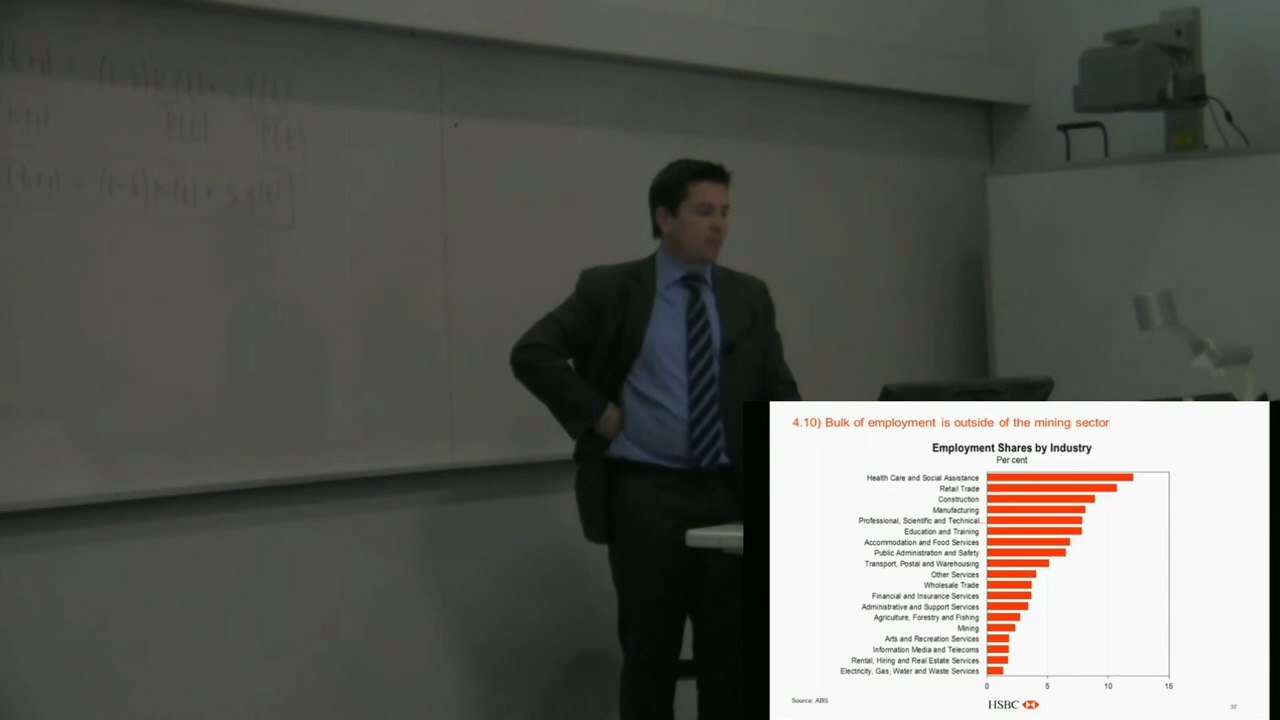 P(t) P(t)
4.10) Bulk of employment is outside of the mining sector
Employment Shares by Industry
Per cent
Health Care and Social Assistance
Retail Trade
Construction
Manufacturing
Professional, Scientific and Technical...
Education and Training
Accommodation and Food Services
Public Administration and Safety
Transport, Postal and Warehousing
Other Services
Wholesale Trade
Financial and Insurance Services
Administrative and Support Services
Agriculture, Forestry and Fishing
Mining
Arts and Recreation Services
Information Media and Telecoms
Rental, Hiring and Real Estate Services
Electricity, Gas, Water and Waste Services
0 5 10 15
Source: ABS
HSBC